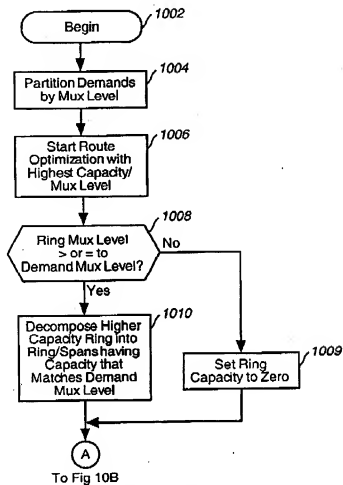 1002
Begin
1004
Partition Demands
by Mux Level
1006
Start Route
Optimization with
Highest Capacity/
Mux Level
1008
Ring Mux Level
> or = to
Demand Mux Level?
No
Yes
1010
Decompose Higher
Capacity Ring into
Ring/Spans having
Capacity that
Matches Demand
Mux Level
1009
Set Ring
Capacity to Zero
A
To Fig 10B